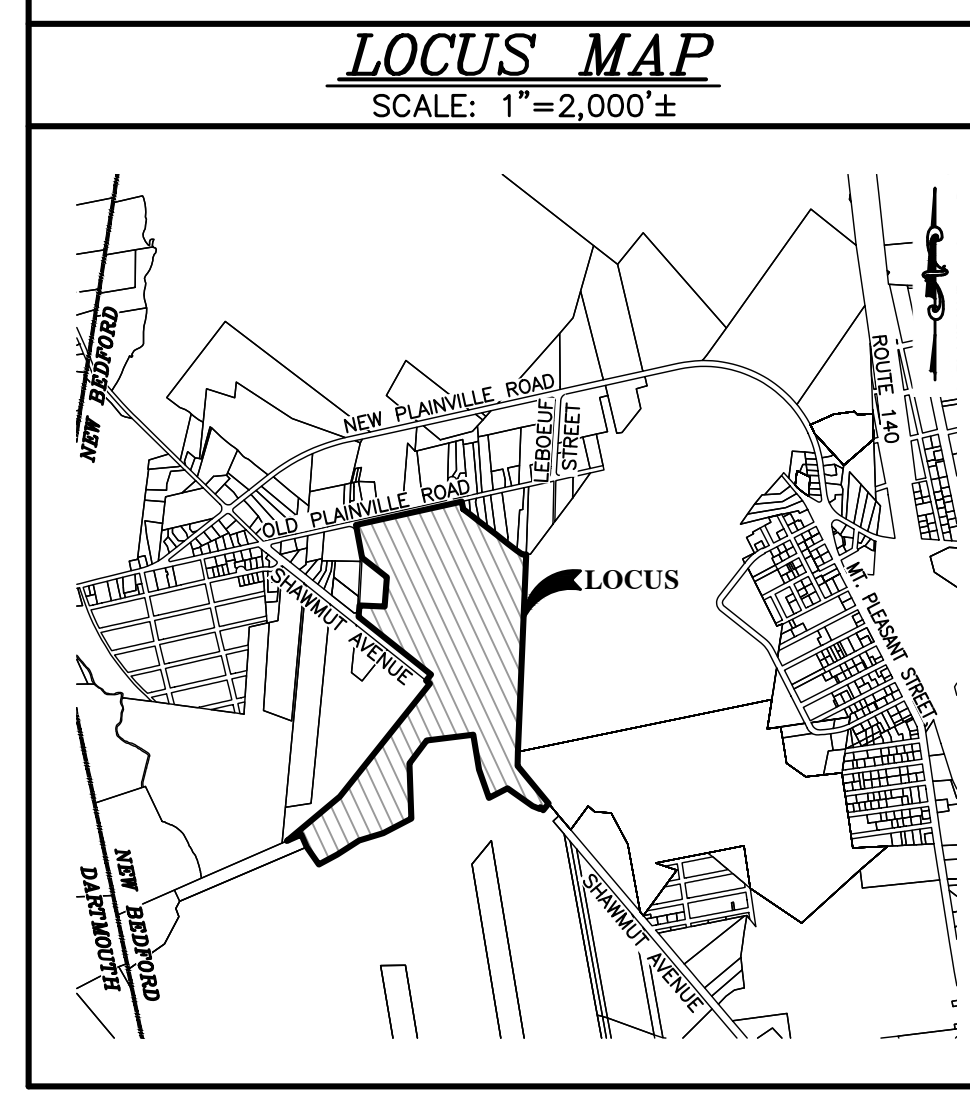 LOCUS MAP
SCALE: 1"=2,000'±
NEW BEDFORD
ROUTE 140
NEW PLAINVILLE ROAD
LEBOEUF
STREET
OLD PLAINVILLE ROAD
SHAWMUT AVENUE
LOCUS
MT. PLEASANT STREET
NEW BEDFORD
DARTMOUTH
SHAWMUT AVENUE